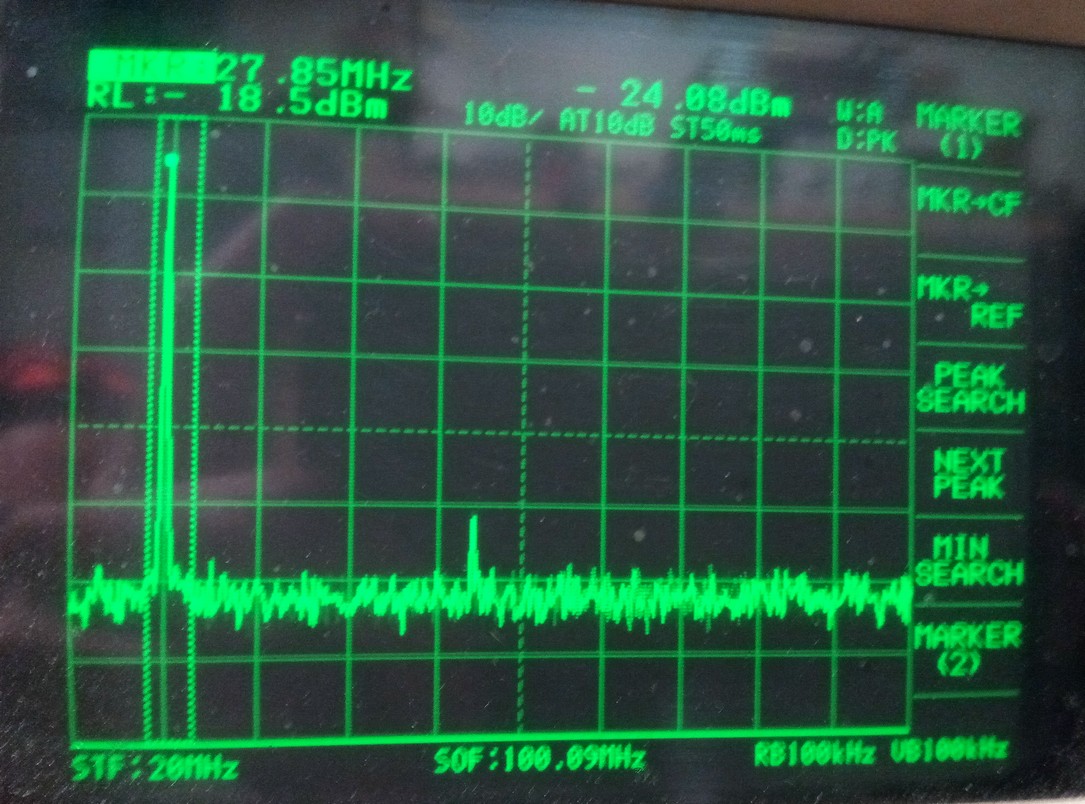 MKR 27.85MHz
RL:- 18.5dBm
- 24.08dBm
10dB/ AT10dB ST50ms
W:A
D:PK
MARKER
(1)
MKR→CF
MKR→
REF
PEAK
SEARCH
NEXT
PEAK
MIN
SEARCH
MARKER
(2)
STF:20MHz
SOF:100.09MHz
RB100kHz VB100kHz